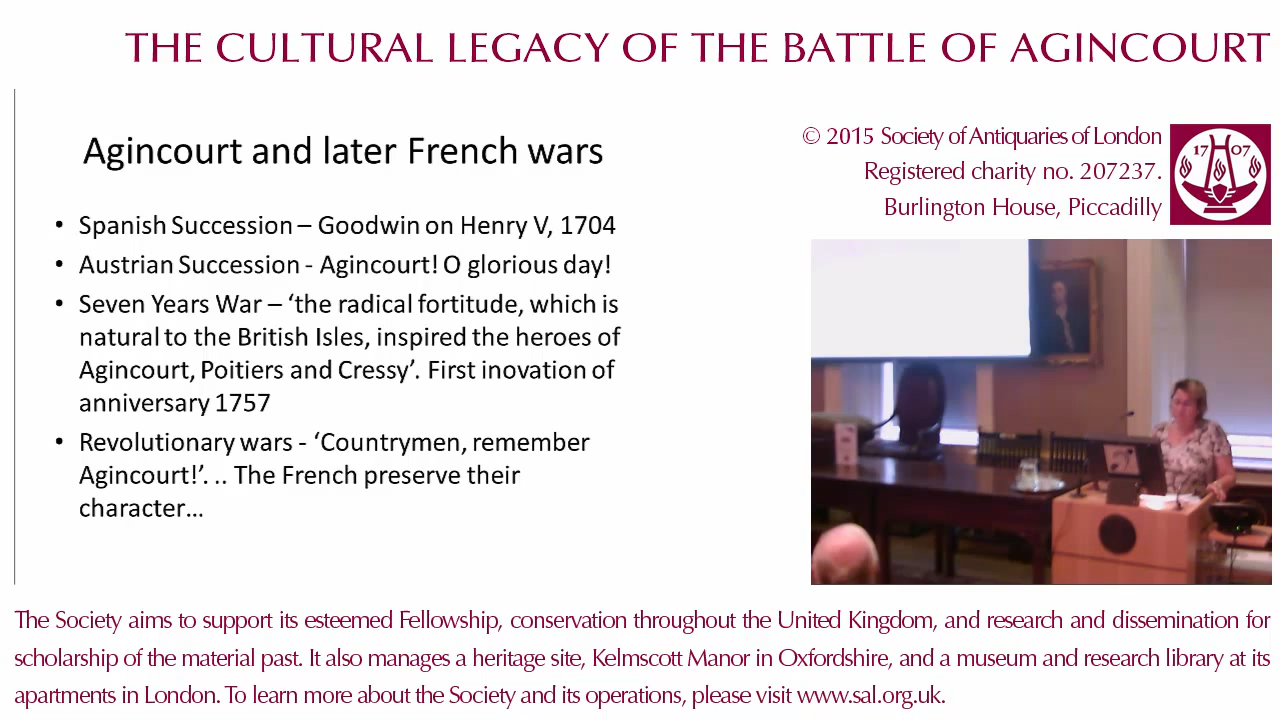 THE CULTURAL LEGACY OF THE BATTLE OF AGINCOURT
Agincourt and later French wars
• Spanish Succession – Goodwin on Henry V, 1704
• Austrian Succession - Agincourt! O glorious day!
• Seven Years War – ‘the radical fortitude, which is
natural to the British Isles, inspired the heroes of
Agincourt, Poitiers and Cressy’. First inovation of
anniversary 1757
• Revolutionary wars - ‘Countrymen, remember
Agincourt!’. .. The French preserve their
character…
© 2015 Society of Antiquaries of London
Registered charity no. 207237.
Burlington House, Piccadilly
17 07
The Society aims to support its esteemed Fellowship, conservation throughout the United Kingdom, and research and dissemination for
scholarship of the material past. It also manages a heritage site, Kelmscott Manor in Oxfordshire, and a museum and research library at its
apartments in London. To learn more about the Society and its operations, please visit www.sal.org.uk.